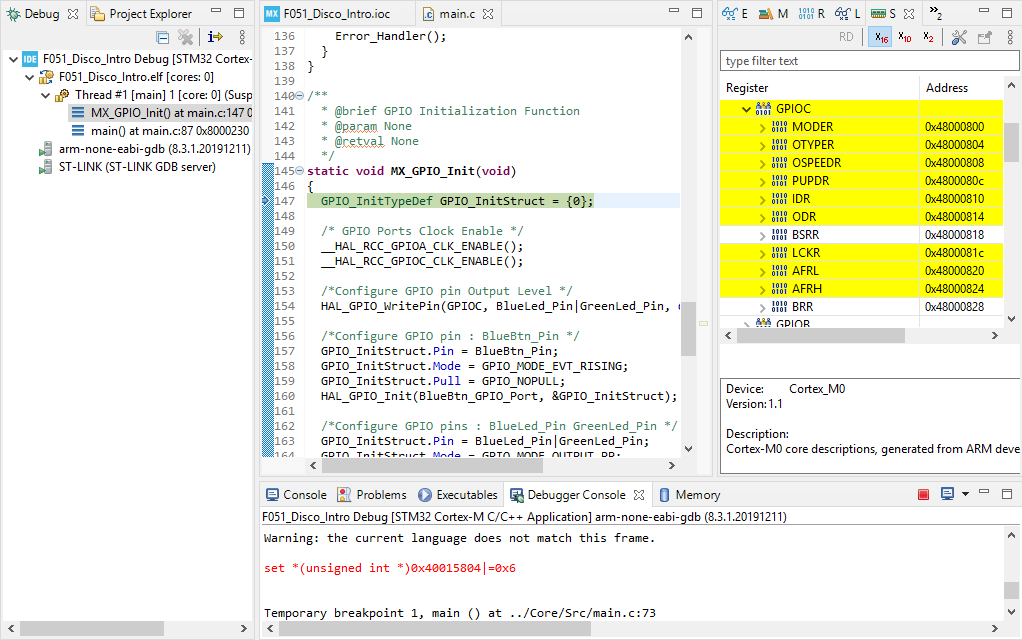 Debug
Project Explorer
F051_Disco_Intro Debug [STM32 Cortex-
F051_Disco_Intro.elf [cores: 0]
Thread #1 [main] 1 [core: 0] (Susp
MX_GPIO_Init() at main.c:147 0
main() at main.c:87 0x8000230
arm-none-eabi-gdb (8.3.1.20191211)
ST-LINK (ST-LINK GDB server)
F051_Disco_Intro.ioc
main.c
136 Error_Handler();
137 }
138 }
139
140 /**
141 * @brief GPIO Initialization Function
142 * @param None
143 * @retval None
144 */
145 static void MX_GPIO_Init(void)
146 {
147 GPIO_InitTypeDef GPIO_InitStruct = {0};
148
149 /* GPIO Ports Clock Enable */
150 __HAL_RCC_GPIOA_CLK_ENABLE();
151 __HAL_RCC_GPIOC_CLK_ENABLE();
152
153 /*Configure GPIO pin Output Level */
154 HAL_GPIO_WritePin(GPIOC, BlueLed_Pin|GreenLed_Pin,
155
156 /*Configure GPIO pin : BlueBtn_Pin */
157 GPIO_InitStruct.Pin = BlueBtn_Pin;
158 GPIO_InitStruct.Mode = GPIO_MODE_EVT_RISING;
159 GPIO_InitStruct.Pull = GPIO_NOPULL;
160 HAL_GPIO_Init(BlueBtn_GPIO_Port, &GPIO_InitStruct);
161
162 /*Configure GPIO pins : BlueLed_Pin GreenLed_Pin */
163 GPIO_InitStruct.Pin = BlueLed_Pin|GreenLed_Pin;
164 GPIO_InitStruct.Mode = GPIO_MODE_OUTPUT_PP;
E M R L S »2
RD X16 X10 X2
type filter text
Register Address
GPIOC
MODER 0x48000800
OTYPER 0x48000804
OSPEEDR 0x48000808
PUPDR 0x4800080c
IDR 0x48000810
ODR 0x48000814
BSRR 0x48000818
LCKR 0x4800081c
AFRL 0x48000820
AFRH 0x48000824
BRR 0x48000828
GPIOB
Device: Cortex_M0
Version:1.1
Description:
Cortex-M0 core descriptions, generated from ARM deve
Console
Problems
Executables
Debugger Console
Memory
F051_Disco_Intro Debug [STM32 Cortex-M C/C++ Application] arm-none-eabi-gdb (8.3.1.20191211)
Warning: the current language does not match this frame.
set *(unsigned int *)0x40015804|=0x6
Temporary breakpoint 1, main () at ../Core/Src/main.c:73